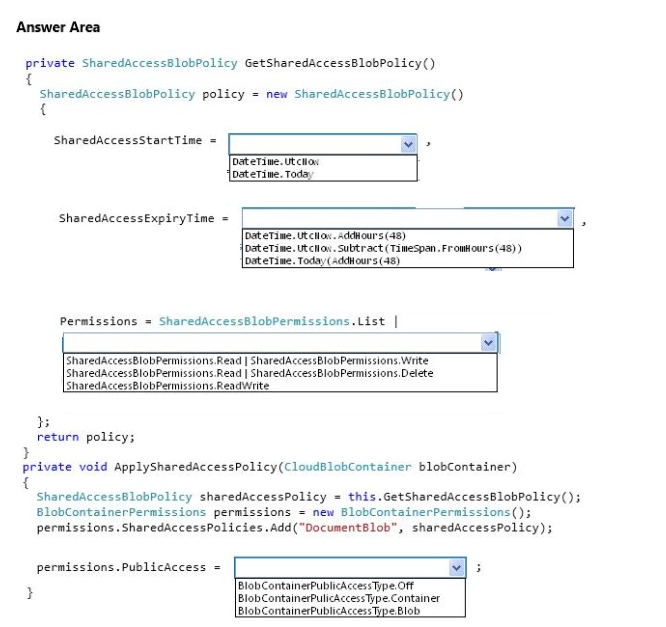 Answer Area
private SharedAccessBlobPolicy GetSharedAccessBlobPolicy()
{
SharedAccessBlobPolicy policy = new SharedAccessBlobPolicy()
{
SharedAccessStartTime = ,
DateTime.UtcNow
DateTime.Today
SharedAccessExpiryTime = ,
DateTime.UtcNow.AddHours(48)
DateTime.UtcNow.Subtract(TimeSpan.FromHours(48))
DateTime.Today(AddHours(48)
Permissions = SharedAccessBlobPermissions.List |
SharedAccessBlobPermissions.Read | SharedAccessBlobPermissions.Write
SharedAccessBlobPermissions.Read | SharedAccessBlobPermissions.Delete
SharedAccessBlobPermissions.ReadWrite
};
return policy;
}
private void ApplySharedAccessPolicy(CloudBlobContainer blobContainer)
{
SharedAccessBlobPolicy sharedAccessPolicy = this.GetSharedAccessBlobPolicy();
BlobContainerPermissions permissions = new BlobContainerPermissions();
permissions.SharedAccessPolicies.Add("DocumentBlob", sharedAccessPolicy);
permissions.PublicAccess = ;
BlobContainerPublicAccessType.Off
BlobContainerPulicAccessType.Container
BlobContainerPublicAccessType.Blob
}